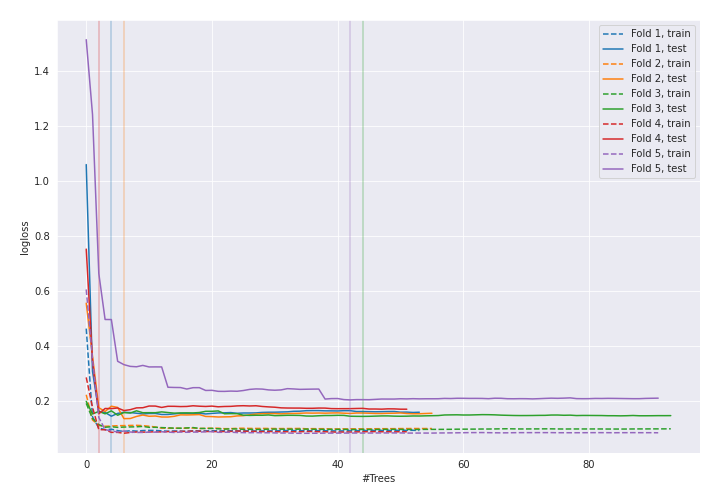 1.4
1.2
1.0
0.8
0.6
0.4
0.2
logloss
0
20
40
60
80
#Trees
Fold 1, train
Fold 1, test
Fold 2, train
Fold 2, test
Fold 3, train
Fold 3, test
Fold 4, train
Fold 4, test
Fold 5, train
Fold 5, test